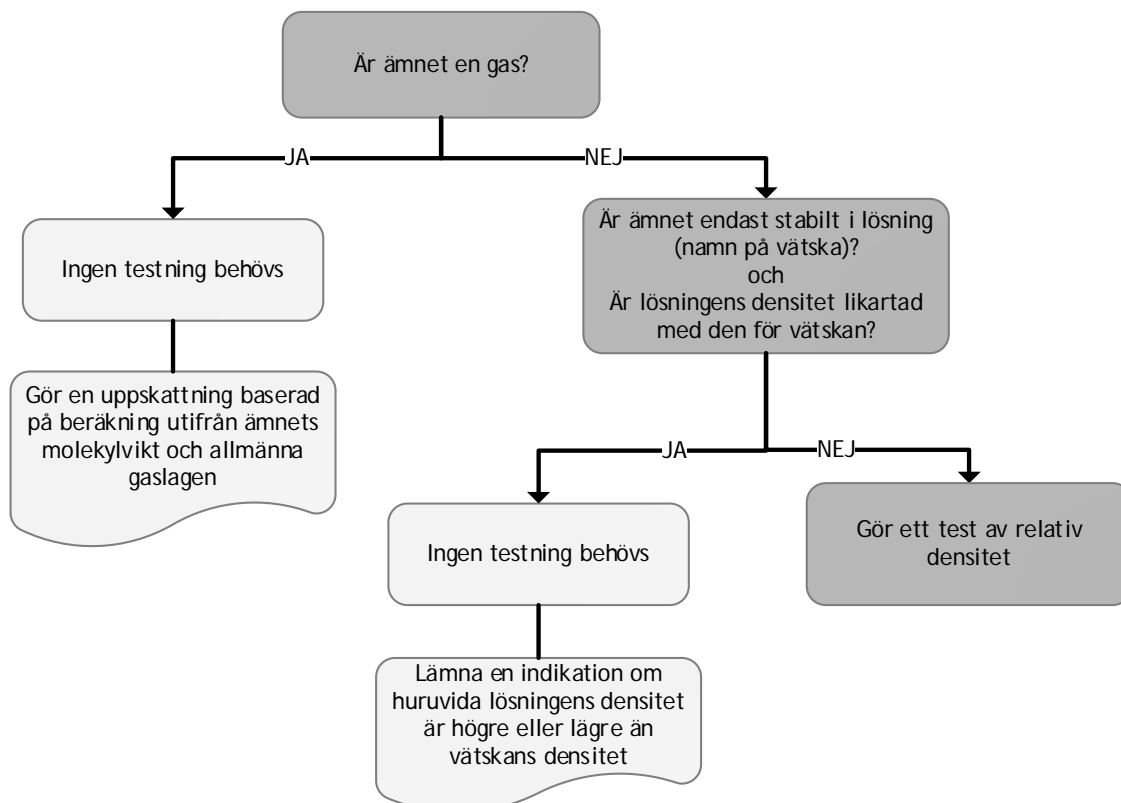 Är ämnet en gas?
JA
NEJ
Ingen testning behövs
Är ämnet endast stabilt i lösning
(namn på vätska)?
och
Är lösningens densitet likartad
med den för vätskan?
Gör en uppskattning baserad
på beräkning utifrån ämnets
molekylvikt och allmänna
gaslagen
JA
NEJ
Ingen testning behövs
Gör ett test av relativ
densitet
Lämna en indikation om
huruvida lösningens densitet
är högre eller lägre än
vätskans densitet